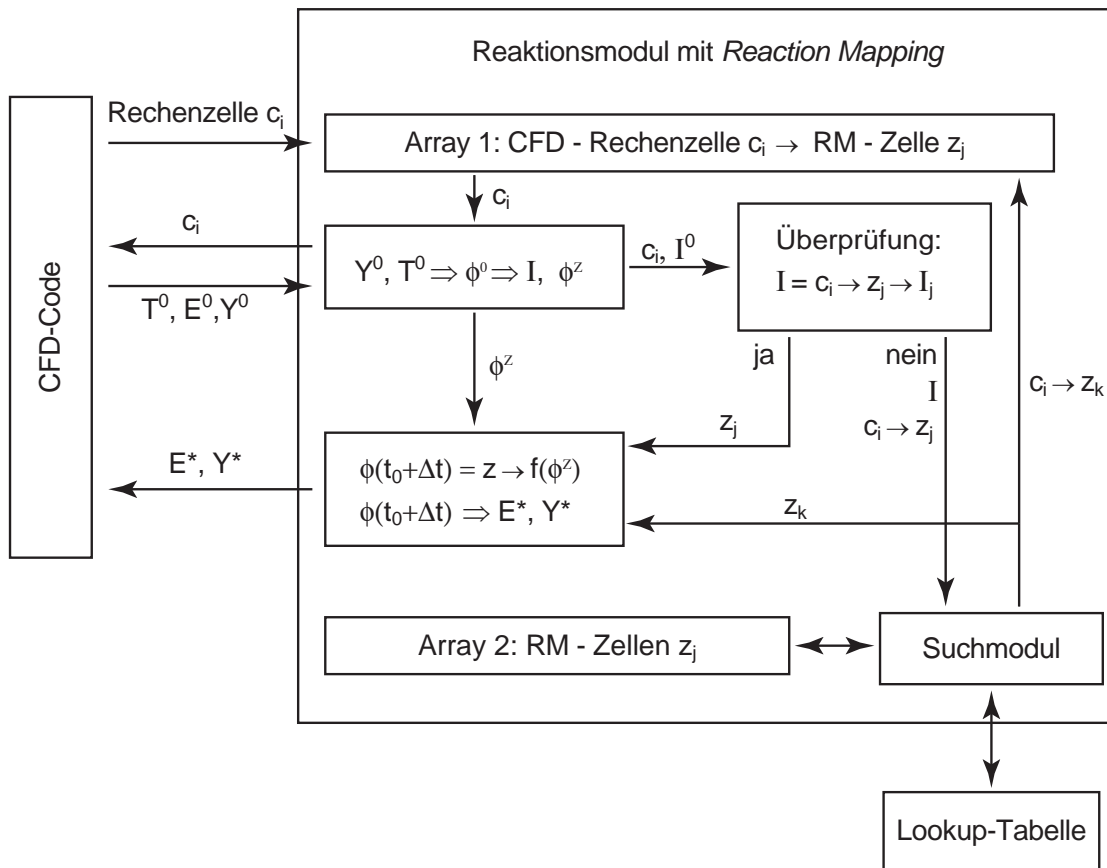 Reaktionsmodul mit Reaction Mapping
CFD-Code
Rechenzelle cᵢ
Array 1: CFD - Rechenzelle cᵢ → RM - Zelle zⱼ
cᵢ
cᵢ
Y⁰, T⁰ ⇒ ϕ⁰ ⇒ I, ϕᶻ
cᵢ, I⁰
Überprüfung:
I = cᵢ → zⱼ → Iⱼ
T⁰, E⁰,Y⁰
ja
nein
I
cᵢ → zⱼ
cᵢ → zₖ
ϕᶻ
zⱼ
E*, Y*
ϕ(t₀+Δt) = z → f(ϕᶻ)
ϕ(t₀+Δt) ⇒ E*, Y*
zₖ
Array 2: RM - Zellen zⱼ
Suchmodul
Lookup-Tabelle